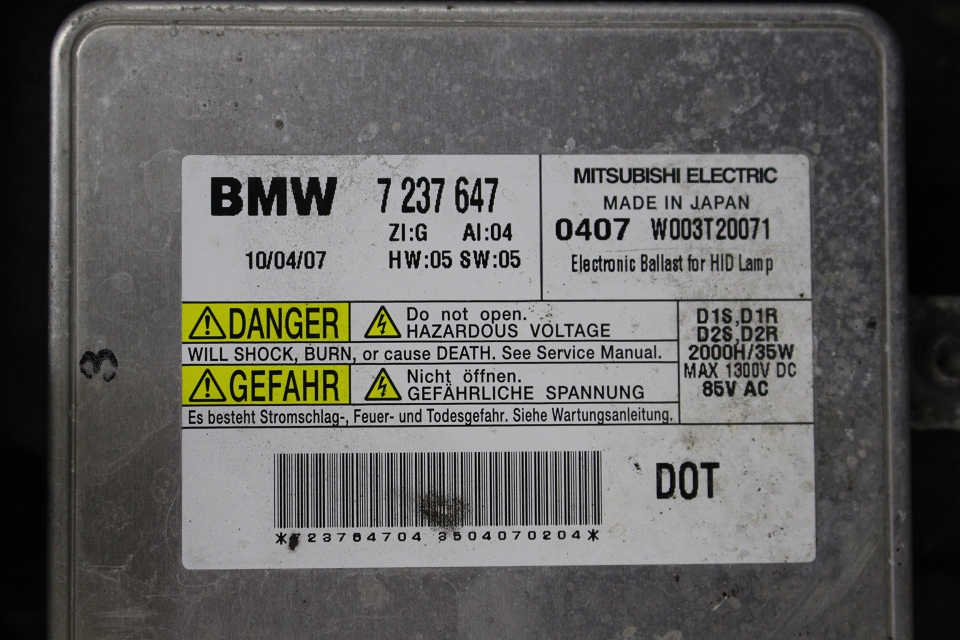 BMW 7 237 647
ZI:G AI:04
10/04/07 HW:05 SW:05
MITSUBISHI ELECTRIC
MADE IN JAPAN
0407 W003T20071
Electronic Ballast for HID Lamp
DANGER
Do not open.
HAZARDOUS VOLTAGE
WILL SHOCK, BURN, or cause DEATH. See Service Manual.
GEFAHR
Nicht öffnen.
GEFÄHRLICHE SPANNUNG
Es besteht Stromschlag-, Feuer- und Todesgefahr. Siehe Wartungsanleitung.
D1S,D1R
D2S,D2R
2000H/35W
MAX 1300V DC
85V AC
DOT
*723764704 3504070204*
3